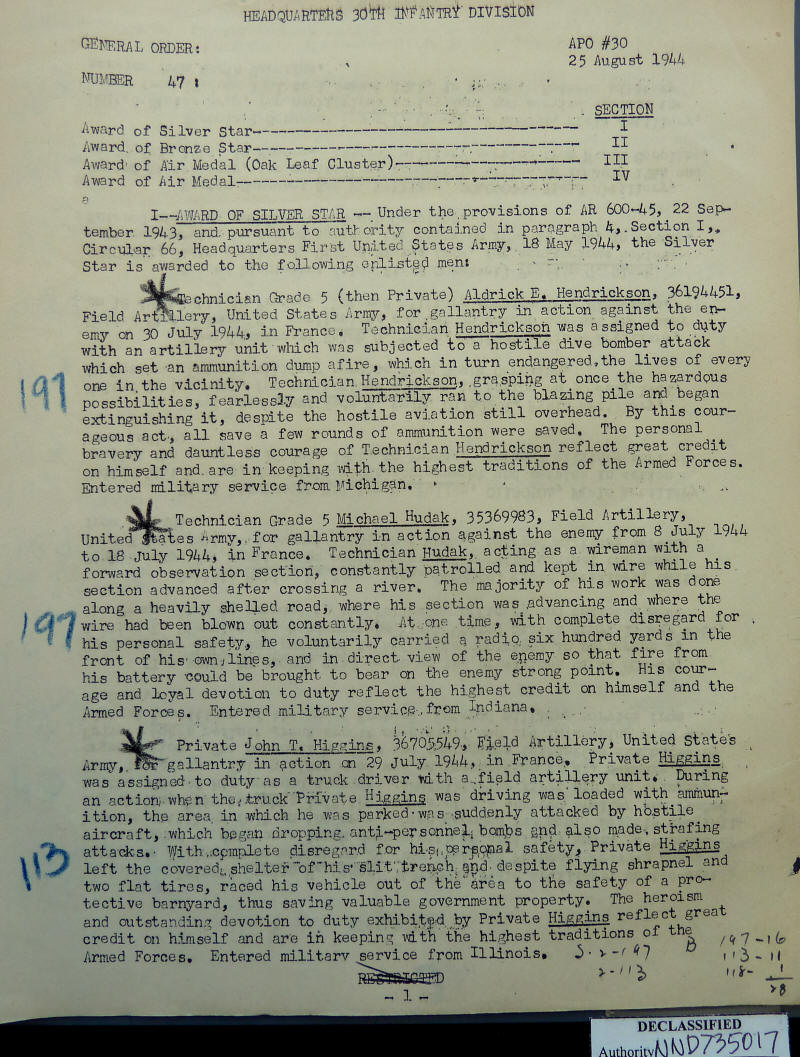 HEADQUARTERS 30TH INFANTRY DIVISION
GENERAL ORDER:
APO #30
25 August 1944
NUMBER 47 :
SECTION
Award of Silver Star------------------------------------ I
Award of Bronze Star------------------------------------ II
Award of Air Medal (Oak Leaf Cluster)-------------------- III
Award of Air Medal-------------------------------------- IV
I--AWARD OF SILVER STAR -- Under the provisions of AR 600-45, 22 Sep-
tember 1943, and pursuant to authority contained in paragraph 4, Section I,
Circular 66, Headquarters First United States Army, 18 May 1944, the Silver
Star is awarded to the following enlisted men:
Technician Grade 5 (then Private) Aldrick E. Hendrickson, 36194451,
Field Artillery, United States Army, for gallantry in action against the en-
emy on 30 July 1944, in France. Technician Hendrickson was assigned to duty
with an artillery unit which was subjected to a hostile dive bomber attack
which set an ammunition dump afire, which in turn endangered the lives of every
one in the vicinity. Technician Hendrickson, grasping at once the hazardous
197
possibilities, fearlessly and voluntarily ran to the blazing pile and began
extinguishing it, despite the hostile aviation still overhead. By this cour-
ageous act, all save a few rounds of ammunition were saved. The personal
bravery and dauntless courage of Technician Hendrickson reflect great credit
on himself and are in keeping with the highest traditions of the Armed Forces.
Entered military service from Michigan.
Technician Grade 5 Michael Hudak, 35369983, Field Artillery,
United States Army, for gallantry in action against the enemy from 8 July 1944
to 18 July 1944, in France. Technician Hudak, acting as a wireman with a
forward observation section, constantly patrolled and kept in wire while his
section advanced after crossing a river. The majority of his work was done
along a heavily shelled road, where his section was advancing and where the
197
wire had been blown out constantly. At one time, with complete disregard for
his personal safety, he voluntarily carried a radio six hundred yards in the
front of his own lines, and in direct view of the enemy so that fire from
his battery could be brought to bear on the enemy strong point. His cour-
age and loyal devotion to duty reflect the highest credit on himself and the
Armed Forces. Entered military service from Indiana.
Private John T. Higgins, 36705549, Field Artillery, United States
Army, for gallantry in action on 29 July 1944, in France. Private Higgins
was assigned to duty as a truck driver with a field artillery unit. During
an action when the truck Private Higgins was driving was loaded with ammun-
ition, the area in which he was parked was suddenly attacked by hostile
aircraft, which began dropping anti-personnel bombs and also made strafing
attacks. With complete disregard for his personal safety, Private Higgins
113
left the covered shelter of his slit trench and despite flying shrapnel and
two flat tires, raced his vehicle out of the area to the safety of a pro-
tective barnyard, thus saving valuable government property. The heroism
and outstanding devotion to duty exhibited by Private Higgins reflect great
credit on himself and are in keeping with the highest traditions of the
Armed Forces. Entered military service from Illinois.
2-197
2-113
B
197-16
113-11
118- 1
28
RESTRICTED
- 1 -
DECLASSIFIED
Authority NND735017